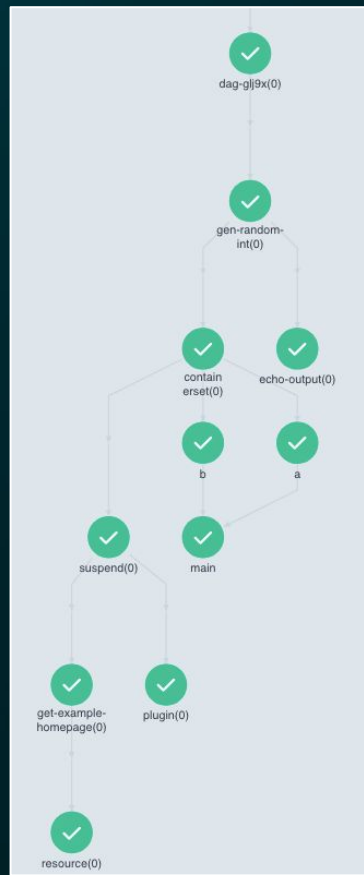 dag-glj9x(0)
gen-random-
int(0)
contain
erset(0)
echo-output(0)
b
a
suspend(0)
main
get-example-
homepage(0)
plugin(0)
resource(0)